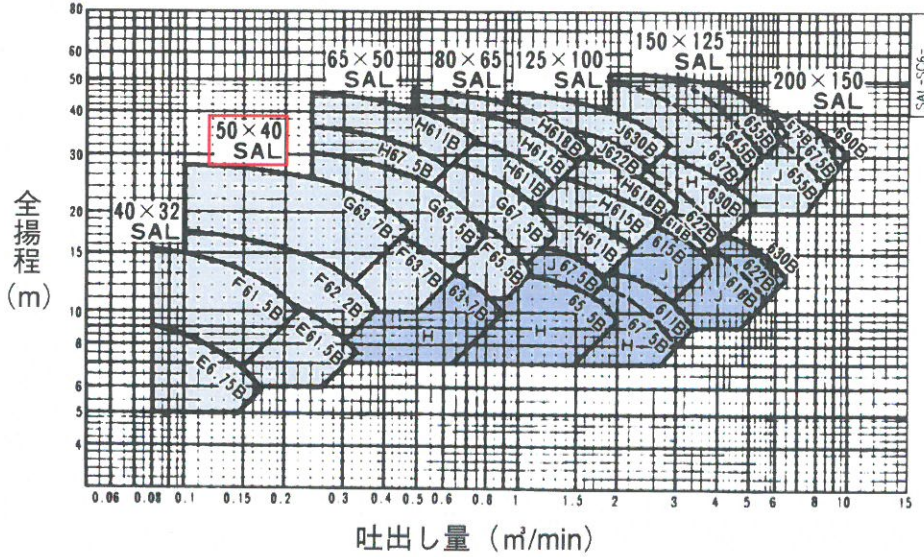 80
60
50
40
30
20
15
10
8
7
6
5
4
全揚程
(m)
65×50
SAL
80×65
SAL
125×100
SAL
150×125
SAL
200×150
SAL
50×40
SAL
40×32
SAL
H611B
H67.5B
G63.7B
G65.5B
F62.2B
F63.7B
F61.5B
E61.5B
E6.75B
63.7B
H
H618B
H615B
H611B
G67.5B
F65.5B
65.5B
H
J630B
J622B
H618B
H615B
H611B
J67.5B
611B
67.5B
H
655B
645B
637B
J
630B
H
622B
618B
615B
J
690B
675B
675B
655B
J
630B
622B
618B
J
0.06
0.08
0.1
0.15
0.2
0.3
0.4
0.5
0.6
0.8
1
1.5
2
3
4
5
6
8
10
15
吐出し量 (㎥/min)